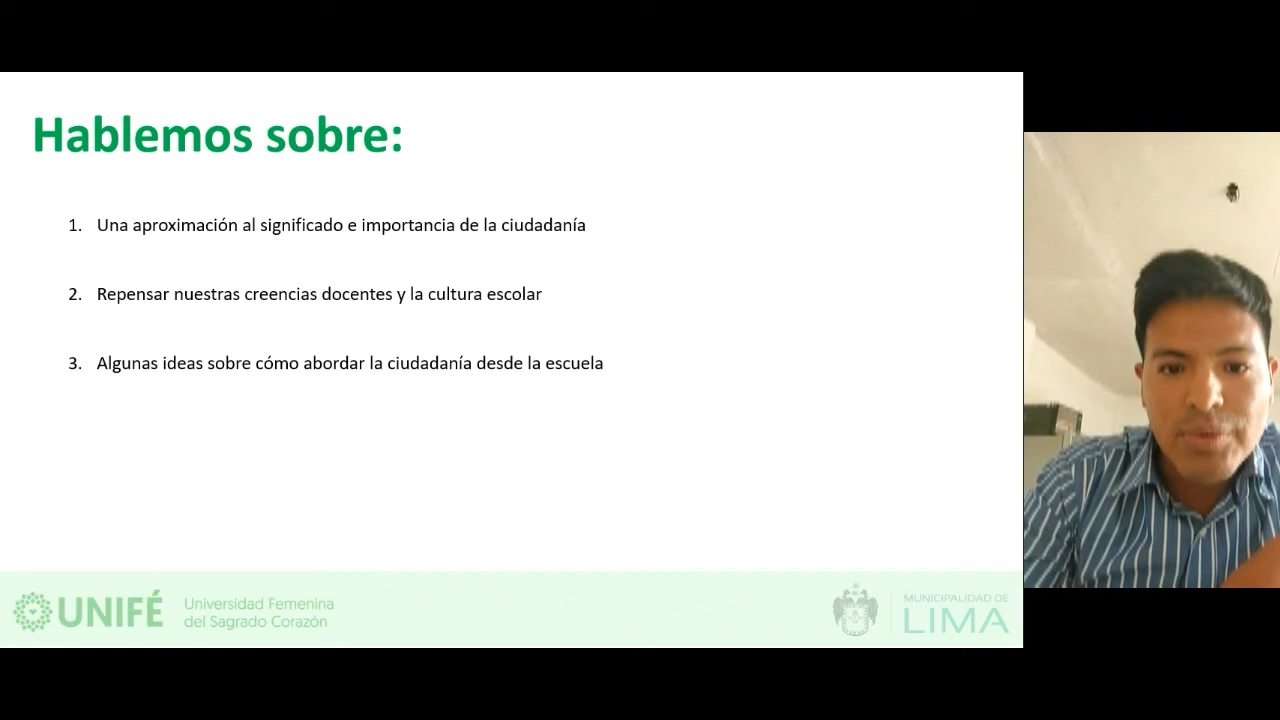 Hablemos sobre:
1. Una aproximación al significado e importancia de la ciudadanía
2. Repensar nuestras creencias docentes y la cultura escolar
3. Algunas ideas sobre cómo abordar la ciudadanía desde la escuela
UNIFÉ
Universidad Femenina
del Sagrado Corazón
MUNICIPALIDAD DE
LIMA